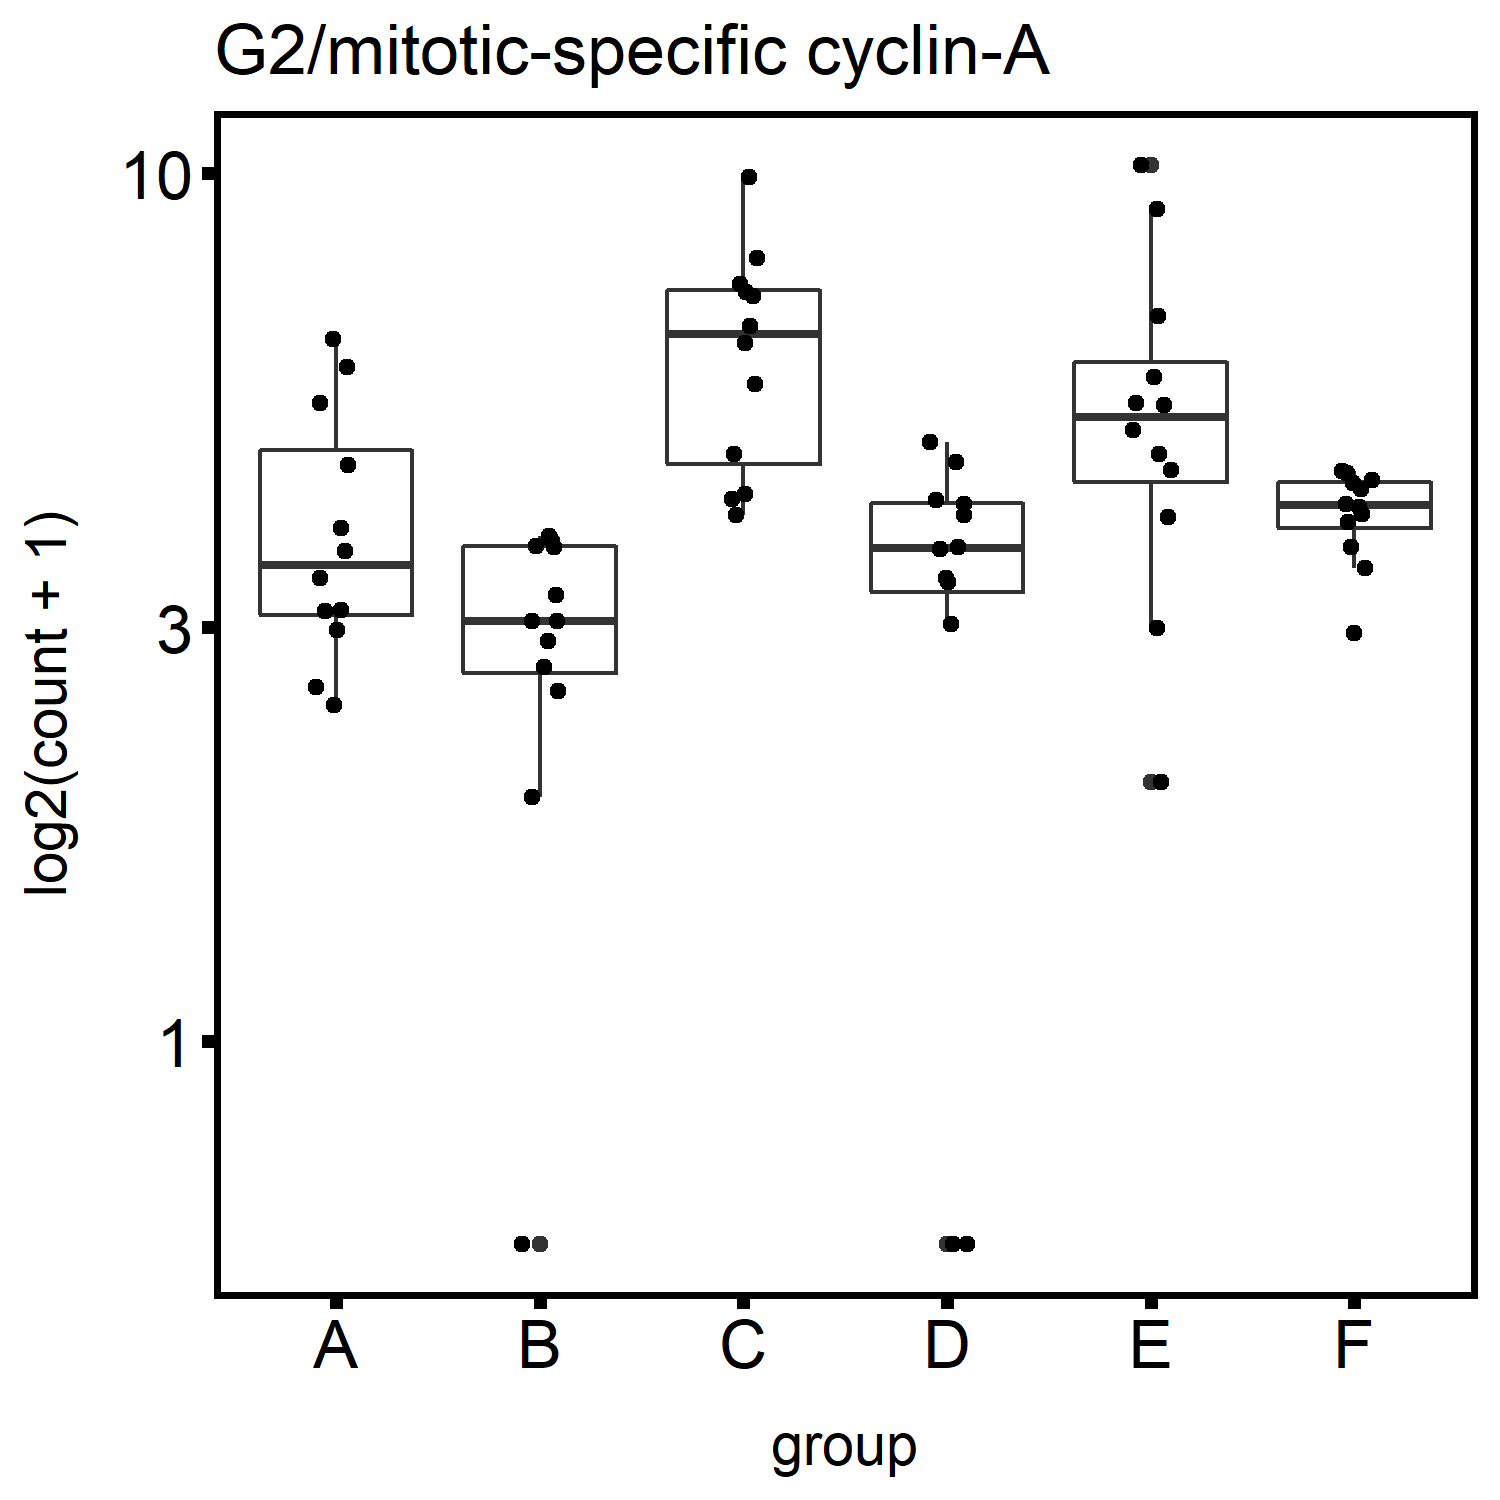 G2/mitotic-specific cyclin-A
10
3
1
log2(count + 1)
A B C D E F
group